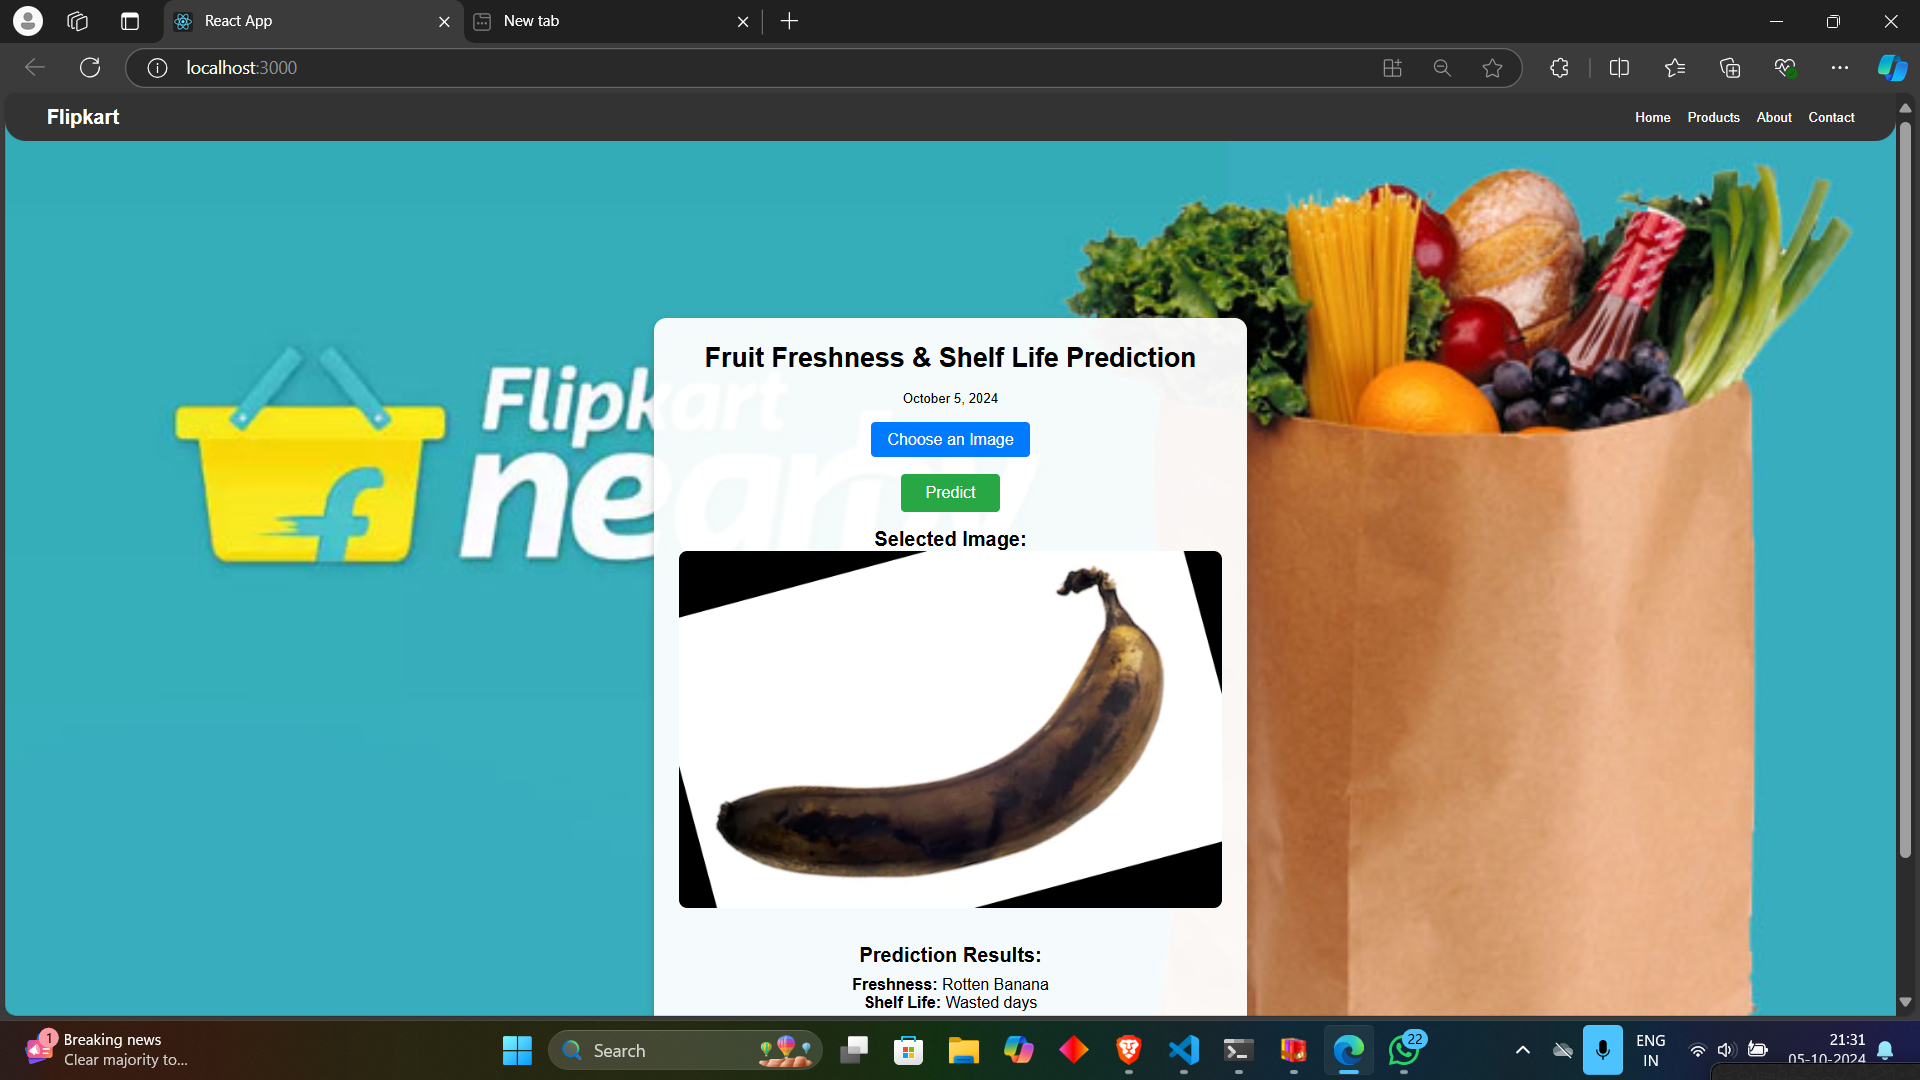 React App
New tab
localhost:3000
Flipkart
Home Products About Contact
Fruit Freshness & Shelf Life Prediction
October 5, 2024
Choose an Image
Predict
Flipkart
nearby
Selected Image:
Prediction Results:
Freshness: Rotten Banana
Shelf Life: Wasted days
1
Breaking news
Clear majority to...
Search
22
ENG
IN
21:31
05-10-2024